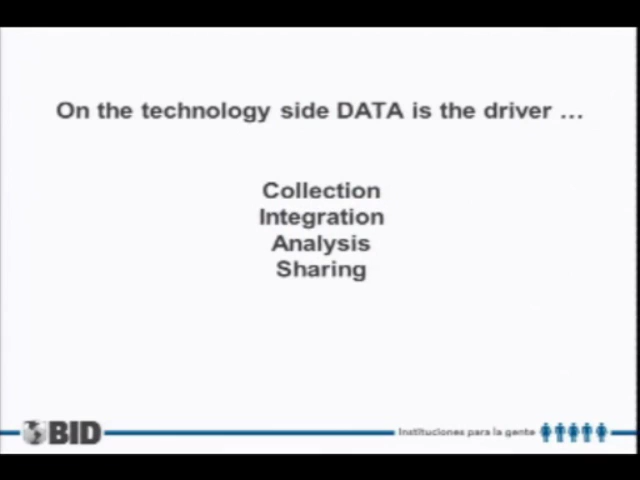 On the technology side DATA is the driver …
Collection
Integration
Analysis
Sharing
BID
Instituciones para la gente